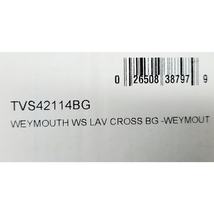 0 26508 38797 9
TVS42114BG
WEYMOUTH WS LAV CROSS BG -WEYMOUT